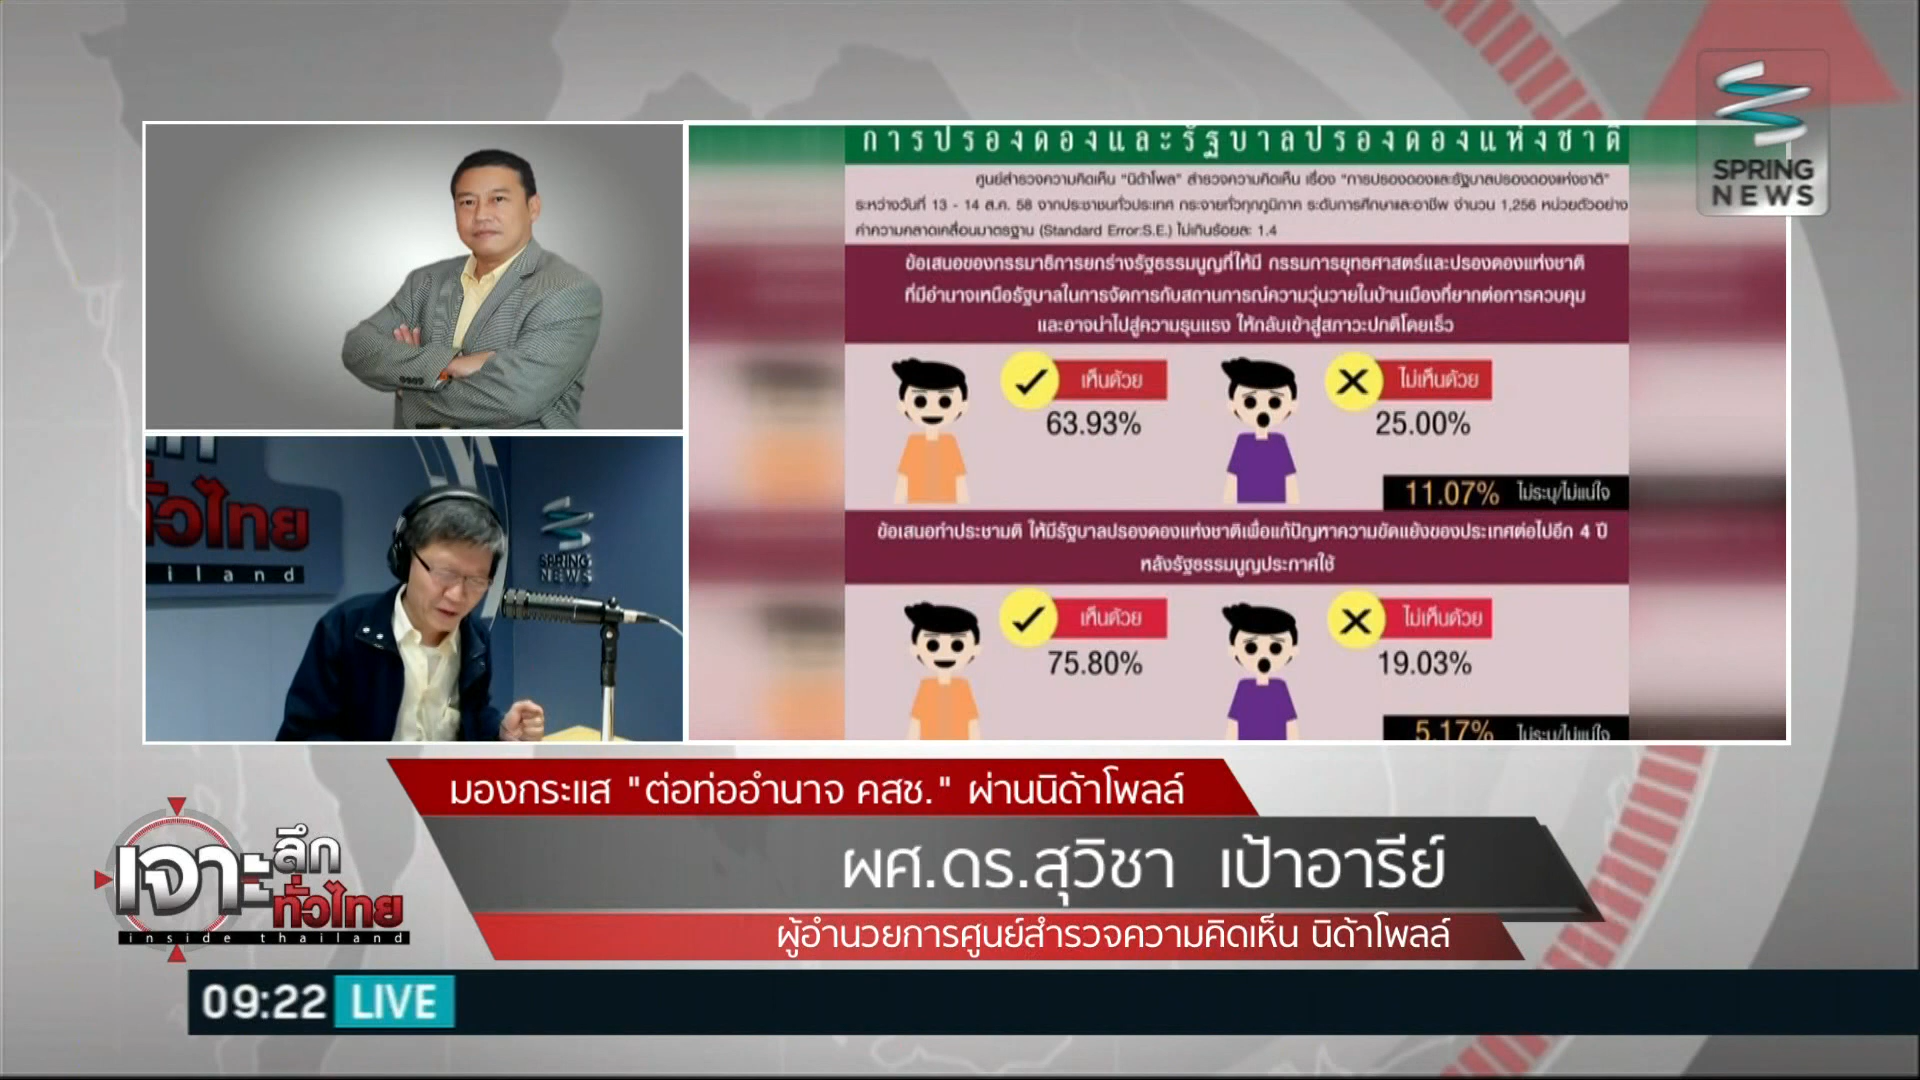 การปรองดองและรัฐบาลปรองดองแห่งชาติ
ศูนย์สำรวจความคิดเห็น "นิด้าโพล" สำรวจความคิดเห็น เรื่อง "การปรองดองและรัฐบาลปรองดองแห่งชาติ"
ระหว่างวันที่ 13 - 14 ส.ค. 58 จากประชาชนทั่วประเทศ กระจายทั่วทุกภูมิภาค ระดับการศึกษาและอาชีพ จำนวน 1,256 หน่วยตัวอย่าง
ค่าความคลาดเคลื่อนมาตรฐาน (Standard Error:S.E.) ไม่เกินร้อยละ 1.4
ข้อเสนอของกรรมาธิการยกร่างรัฐธรรมนูญที่ให้มี กรรมการยุทธศาสตร์และปรองดองแห่งชาติ
ที่มีอำนาจเหนือรัฐบาลในการจัดการกับสถานการณ์ความวุ่นวายในบ้านเมืองที่ยากต่อการควบคุม
และอาจนำไปสู่ความรุนแรง ให้กลับเข้าสู่สภาวะปกติโดยเร็ว
เห็นด้วย
63.93%
ไม่เห็นด้วย
25.00%
11.07% ไม่ระบุ/ไม่แน่ใจ
ข้อเสนอทำประชามติ ให้มีรัฐบาลปรองดองแห่งชาติเพื่อแก้ปัญหาความขัดแย้งของประเทศต่อไปอีก 4 ปี
หลังรัฐธรรมนูญประกาศใช้
เห็นด้วย
75.80%
ไม่เห็นด้วย
19.03%
5.17% ไม่ระบุ/ไม่แน่ใจ
SPRING
NEWS
ทั่วไทย
iland
SPRING
NEWS
มองกระแส "ต่อท่ออำนาจ คสช." ผ่านนิด้าโพลล์
ผศ.ดร.สุวิชา เป้าอารีย์
ผู้อำนวยการศูนย์สำรวจความคิดเห็น นิด้าโพลล์
เจาะลึก
ทั่วไทย
inside thailand
09:22 LIVE